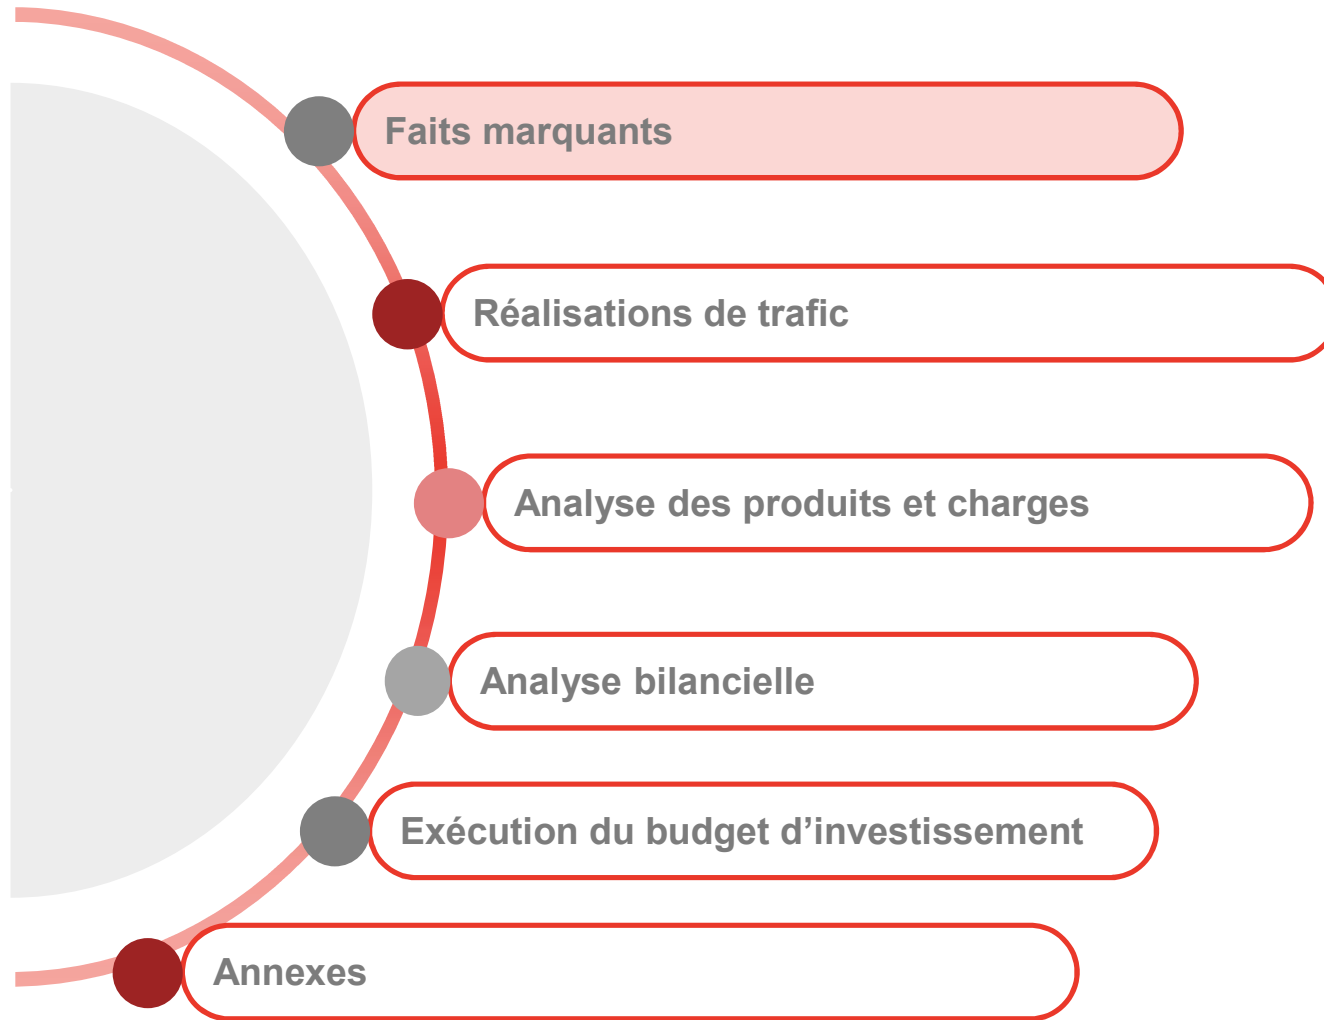 Faits marquants
Réalisations de trafic
Analyse des produits et charges
Analyse bilancielle
Exécution du budget d’investissement
Annexes